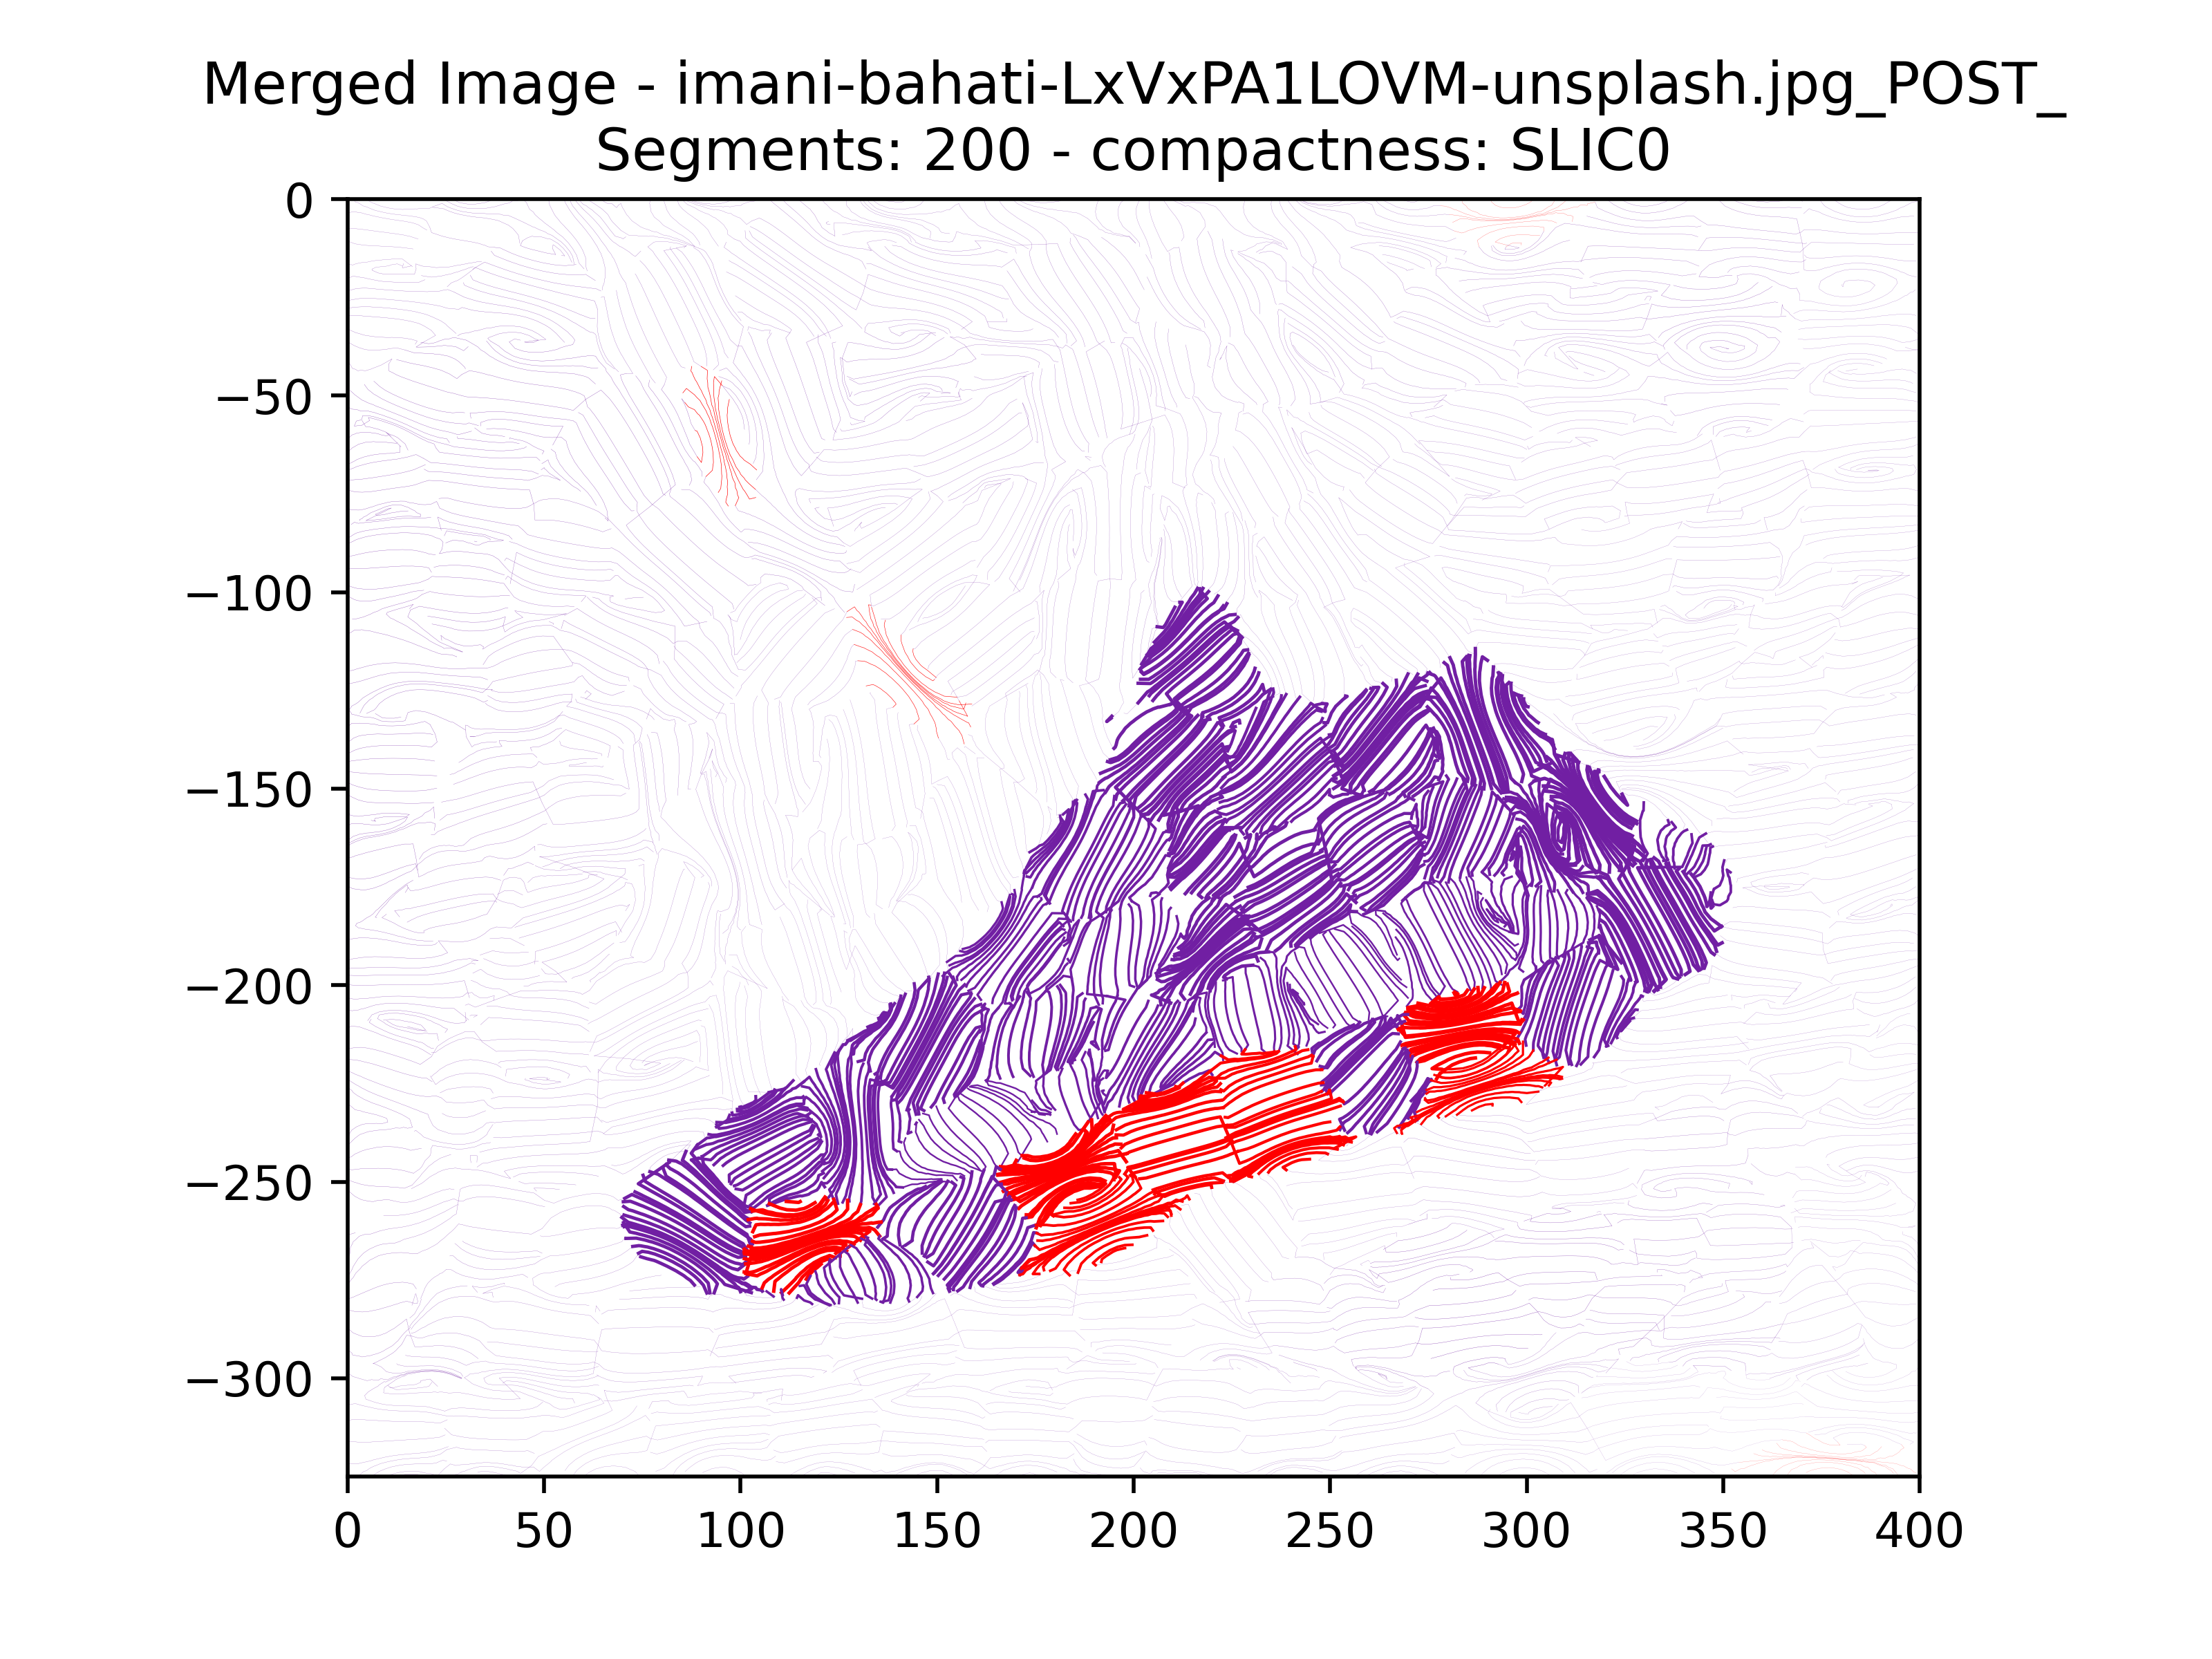 Merged Image - imani-bahati-LxVxPA1LOVM-unsplash.jpg_POST_
Segments: 200 - compactness: SLIC0
0
−50
−100
−150
−200
−250
−300
0 50 100 150 200 250 300 350 400